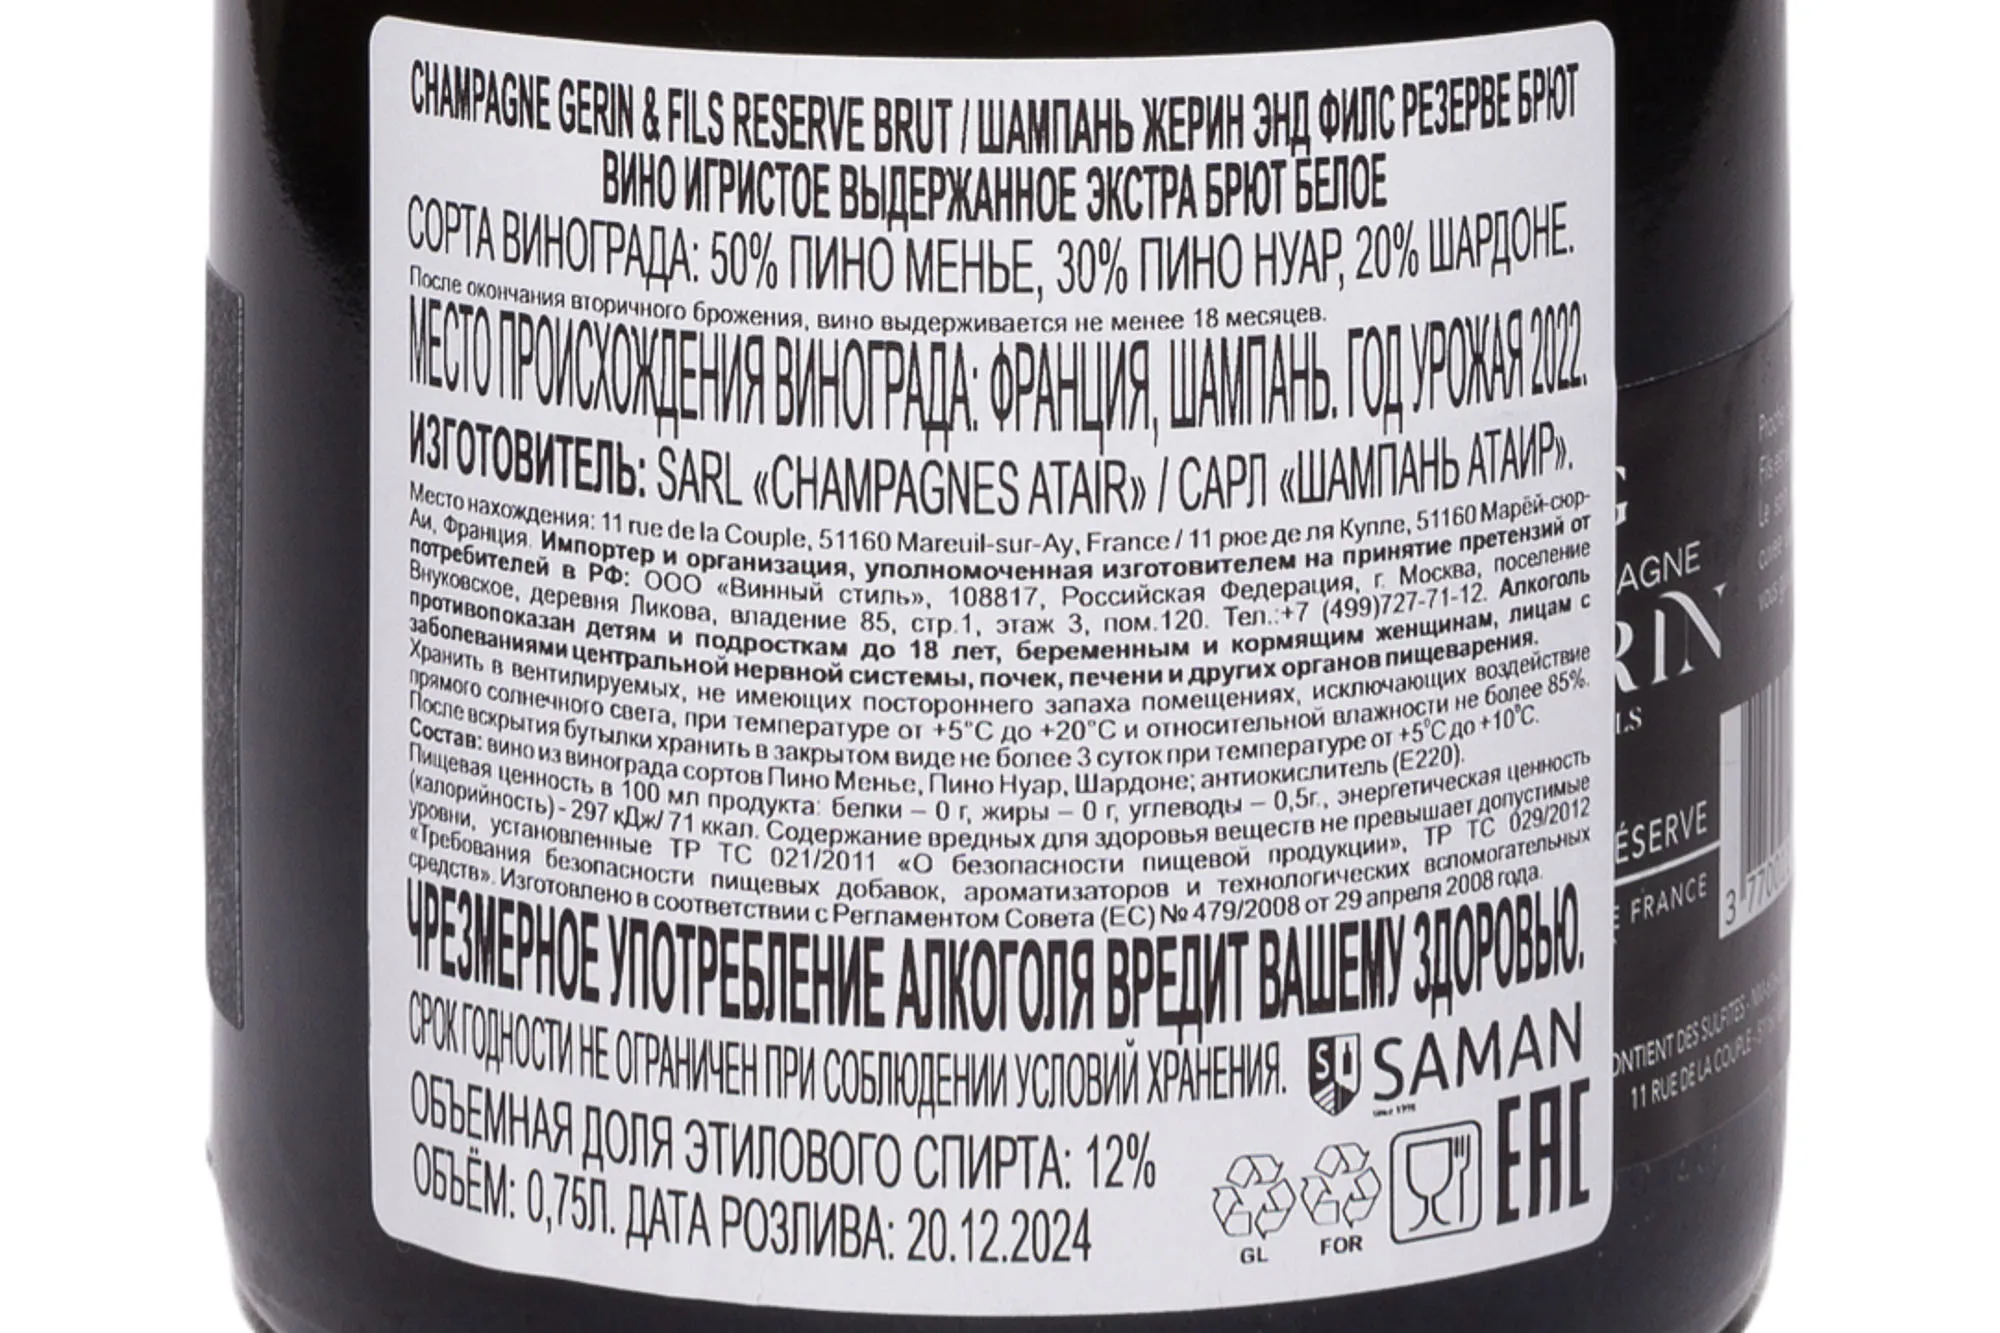 CHAMPAGNE GERIN & FILS RESERVE BRUT / ШАМПАНЬ ЖЕРИН ЭНД ФИЛС РЕЗЕРВЕ БРЮТ
ВИНО ИГРИСТОЕ ВЫДЕРЖАННОЕ ЭКСТРА БРЮТ БЕЛОЕ
СОРТА ВИНОГРАДА: 50% ПИНО МЕНЬЕ, 30% ПИНО НУАР, 20% ШАРДОНЕ.
После окончания вторичного брожения, вино выдерживается не менее 18 месяцев.
МЕСТО ПРОИСХОЖДЕНИЯ ВИНОГРАДА: ФРАНЦИЯ, ШАМПАНЬ. ГОД УРОЖАЯ 2022.
ИЗГОТОВИТЕЛЬ: SARL «CHAMPAGNES ATAIR» / САРЛ «ШАМПАНЬ АТАИР».
Место нахождения: 11 rue de la Couple, 51160 Mareuil-sur-Ay, France / 11 рюе де ля Купле, 51160 Марёй-сюр-
Аи, Франция. Импортер и организация, уполномоченная изготовителем на принятие претензий от
потребителей в РФ: ООО «Винный стиль», 108817, Российская Федерация, г. Москва, поселение
Внуковское, деревня Ликова, владение 85, стр.1, этаж 3, пом.120. Тел.:+7 (499)727-71-12. Алкоголь
противопоказан детям и подросткам до 18 лет, беременным и кормящим женщинам, лицам с
заболеваниями центральной нервной системы, почек, печени и других органов пищеварения.
Хранить в вентилируемых, не имеющих постороннего запаха помещениях, исключающих воздействие
прямого солнечного света, при температуре от +5°C до +20°C и относительной влажности не более 85%.
После вскрытия бутылки хранить в закрытом виде не более 3 суток при температуре от +5°C до +10°C.
Состав: вино из винограда сортов Пино Менье, Пино Нуар, Шардоне; антиокислитель (E220).
Пищевая ценность в 100 мл продукта: белки – 0 г, жиры – 0 г, углеводы – 0,5г., энергетическая ценность
(калорийность) - 297 кДж/ 71 ккал. Содержание вредных для здоровья веществ не превышает допустимые
уровни, установленные ТР ТС 021/2011 «О безопасности пищевой продукции», ТР ТС 029/2012
«Требования безопасности пищевых добавок, ароматизаторов и технологических вспомогательных
средств». Изготовлено в соответствии с Регламентом Совета (ЕС) № 479/2008 от 29 апреля 2008 года.
ЧРЕЗМЕРНОЕ УПОТРЕБЛЕНИЕ АЛКОГОЛЯ ВРЕДИТ ВАШЕМУ ЗДОРОВЬЮ.
СРОК ГОДНОСТИ НЕ ОГРАНИЧЕН ПРИ СОБЛЮДЕНИИ УСЛОВИЙ ХРАНЕНИЯ.
SAMAN
since 1998
ОБЪЕМНАЯ ДОЛЯ ЭТИЛОВОГО СПИРТА: 12%
ОБЪЁМ: 0,75Л. ДАТА РОЗЛИВА: 20.12.2024
GL
FOR
EAC
G
AGNE
RIN
LS
ÉSERVE
E FRANCE
3 7700
ONTIENT DES SULFITES
11 RUE DE LA COUPLE